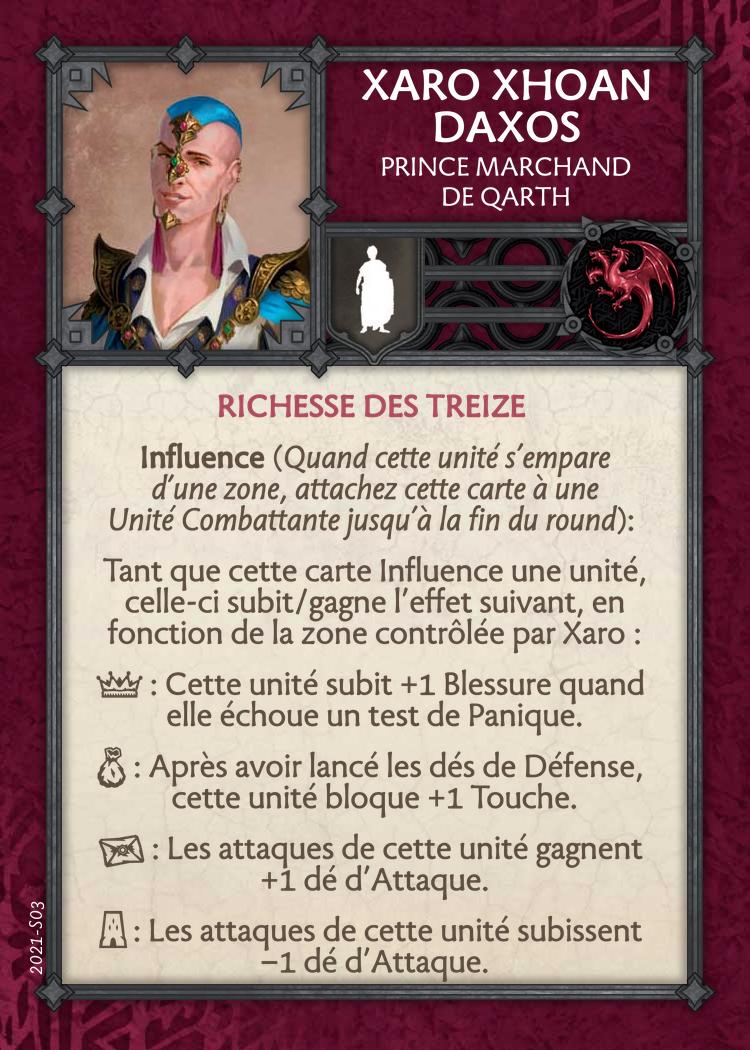 XARO XHOAN
DAXOS
PRINCE MARCHAND
DE QARTH
RICHESSE DES TREIZE
Influence (Quand cette unité s'empare
d'une zone, attachez cette carte à une
Unité Combattante jusqu'à la fin du round):
Tant que cette carte Influence une unité,
celle-ci subit/gagne l'effet suivant, en
fonction de la zone contrôlée par Xaro :
: Cette unité subit +1 Blessure quand
elle échoue un test de Panique.
: Après avoir lancé les dés de Défense,
cette unité bloque +1 Touche.
: Les attaques de cette unité gagnent
+1 dé d'Attaque.
: Les attaques de cette unité subissent
−1 dé d'Attaque.
2021-S03